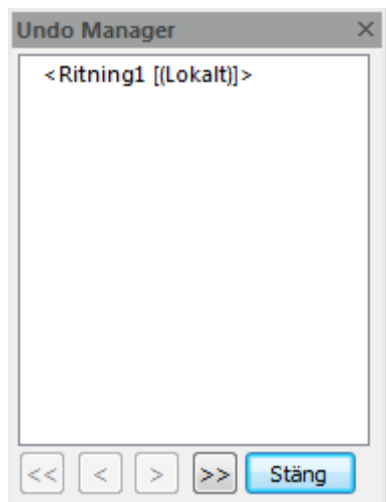 Undo Manager
<Ritning1 [(Lokalt)]>
<< < > >> Stäng